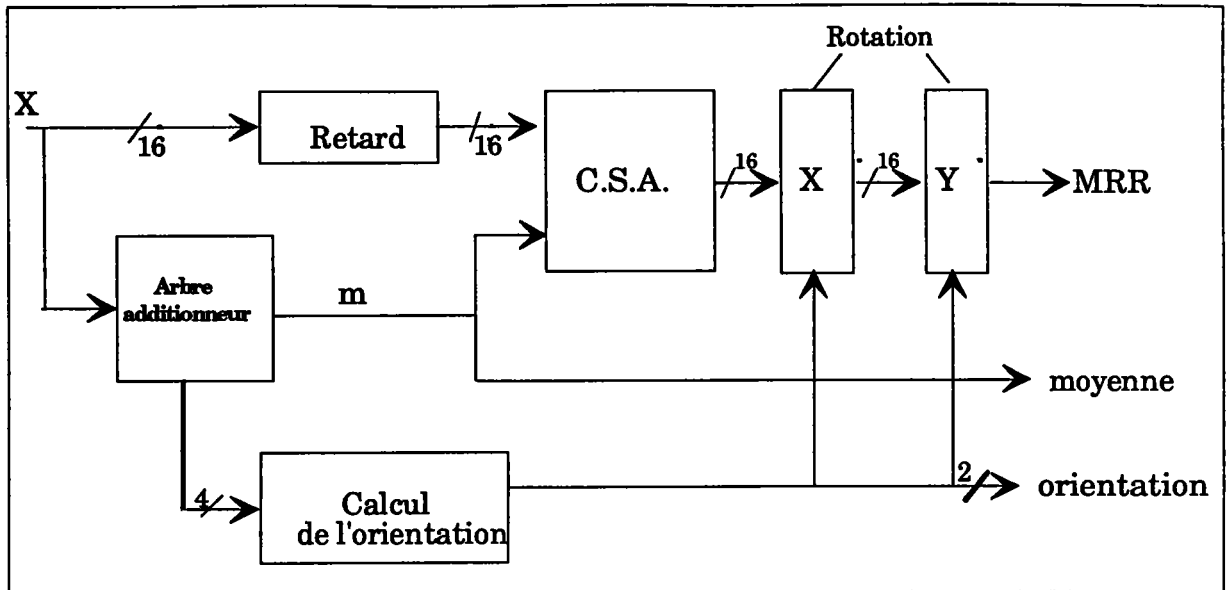 Rotation
X
16
Retard
16
C.S.A.
16
X
16
Y
MRR
Arbre
additionneur
m
moyenne
4
Calcul
de l'orientation
2
orientation